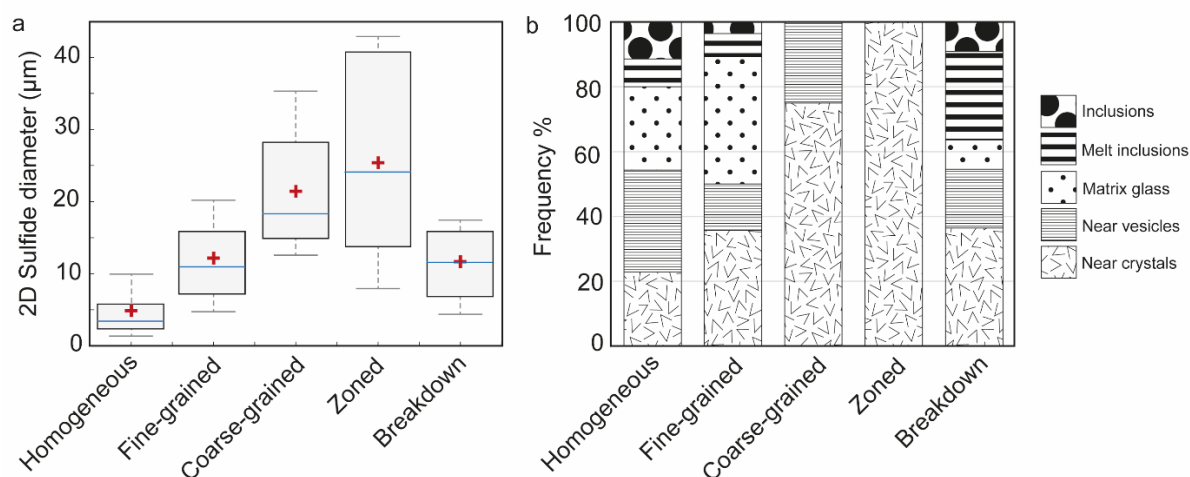 a
2D Sulfide diameter (µm)
40
30
20
10
0
Homogeneous
Fine-grained
Coarse-grained
Zoned
Breakdown
b
Frequency %
100
80
60
40
20
0
Homogeneous
Fine-grained
Coarse-grained
Zoned
Breakdown
Inclusions
Melt inclusions
Matrix glass
Near vesicles
Near crystals